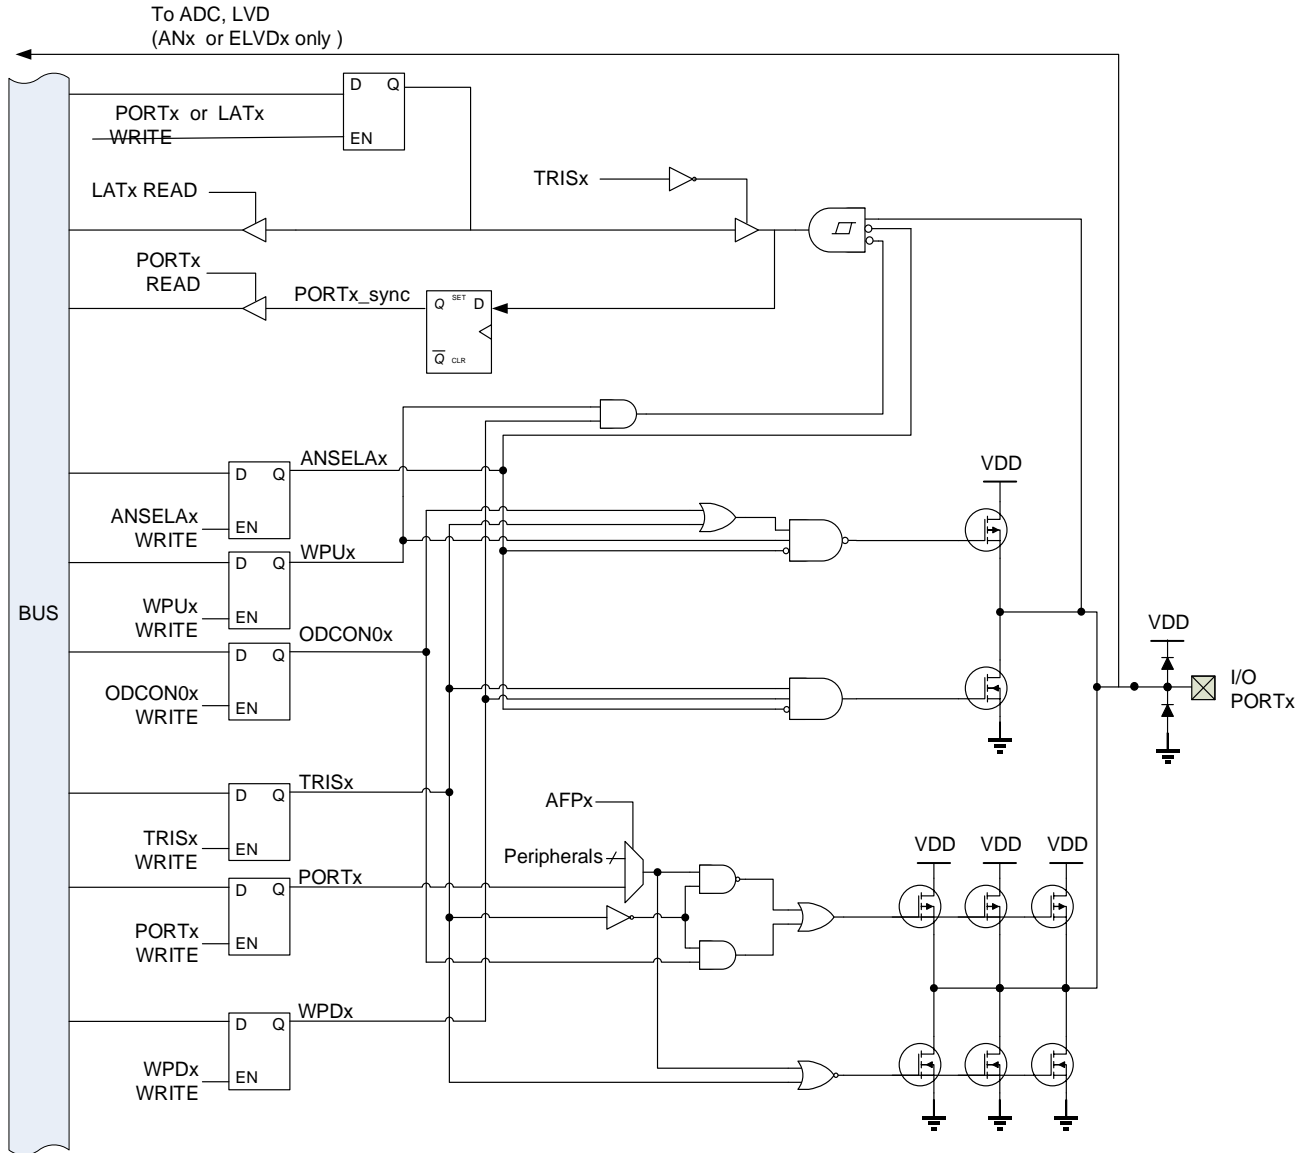 To ADC, LVD
(ANx or ELVDx only )
D Q
PORTx or LATx
WRITE
EN
LATx READ
TRISx
PORTx
READ
PORTx_sync
Q SET D
Q CLR
ANSELAx
D Q
ANSELAx
WRITE
EN
WPUx
D Q
WPUx
WRITE
EN
BUS
ODCON0x
D Q
ODCON0x
WRITE
EN
VDD
VDD
I/O
PORTx
TRISx
D Q
TRISx
WRITE
EN
AFPx
Peripherals
PORTx
D Q
PORTx
WRITE
EN
VDD VDD VDD
WPDx
D Q
WPDx
WRITE
EN